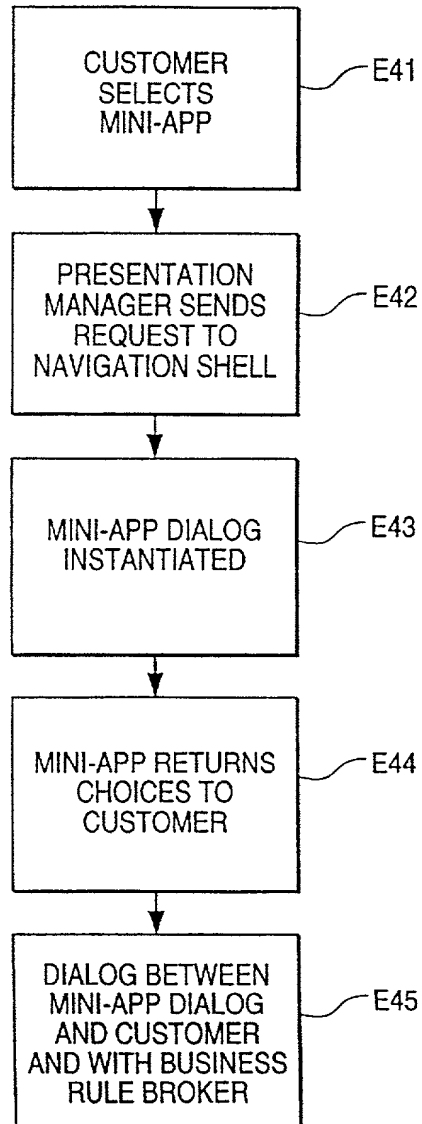 CUSTOMER
SELECTS
MINI-APP
E41
PRESENTATION
MANAGER SENDS
REQUEST TO
NAVIGATION SHELL
E42
MINI-APP DIALOG
INSTANTIATED
E43
MINI-APP RETURNS
CHOICES TO
CUSTOMER
E44
DIALOG BETWEEN
MINI-APP DIALOG
AND CUSTOMER
AND WITH BUSINESS
RULE BROKER
E45